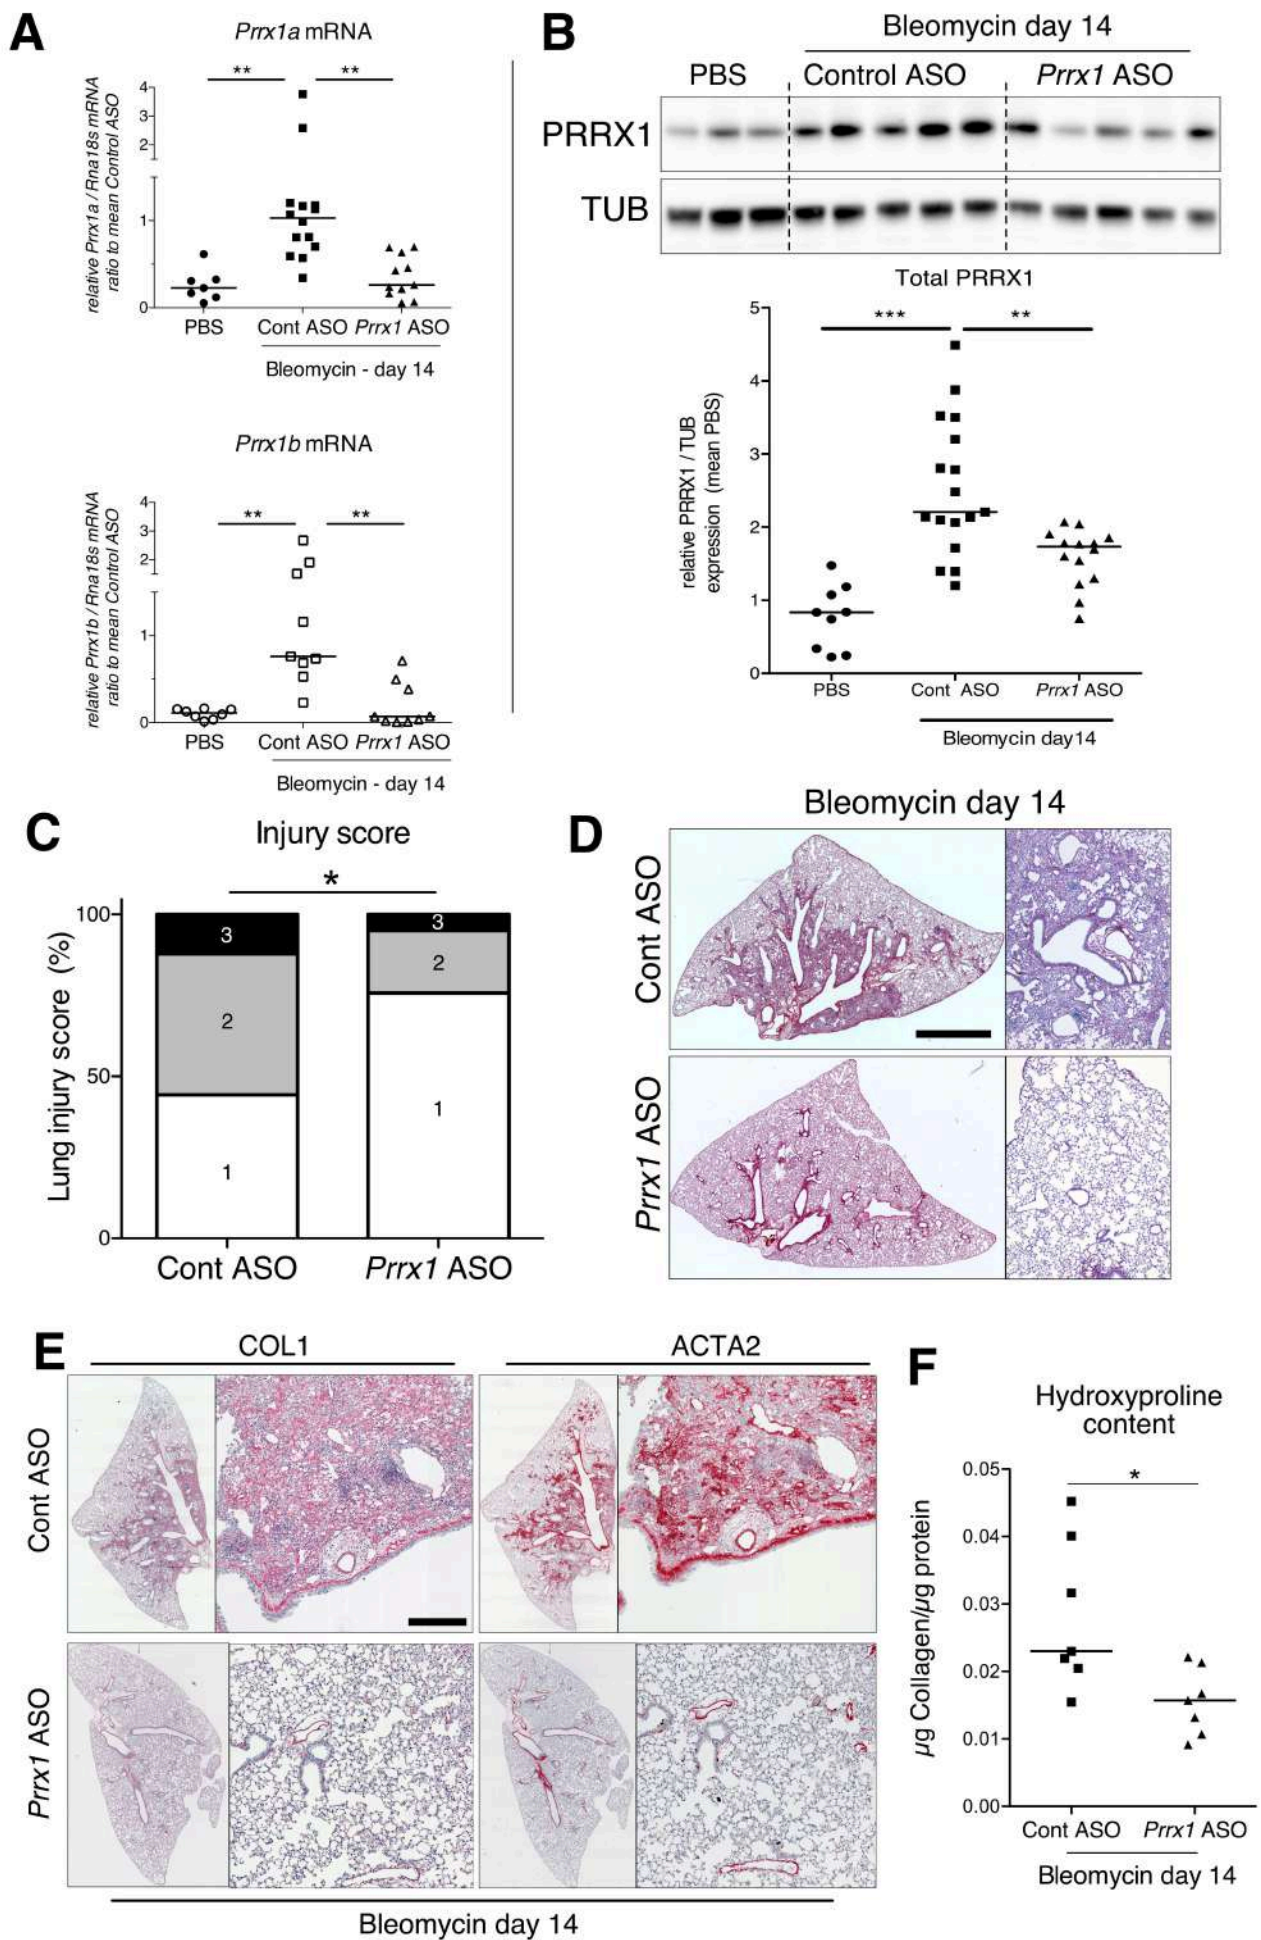 A
Prrx1a mRNA
**
**
relative Prrx1a / Rna18s mRNA
ratio to mean Control ASO
4
3
2
1
0
PBS
Cont ASO
Prrx1 ASO
Bleomycin - day 14
Prrx1b mRNA
**
**
relative Prrx1b / Rna18s mRNA
ratio to mean Control ASO
4
3
2
1
0
PBS
Cont ASO
Prrx1 ASO
Bleomycin - day 14
B
Bleomycin day 14
PBS
Control ASO
Prrx1 ASO
PRRX1
TUB
Total PRRX1
***
**
relative PRRX1 / TUB
expression (mean PBS)
5
4
3
2
1
0
PBS
Cont ASO
Prrx1 ASO
Bleomycin day14
C
Injury score
*
Lung injury score (%)
100
50
0
3
2
1
3
2
1
Cont ASO
Prrx1 ASO
D
Bleomycin day 14
Cont ASO
Prrx1 ASO
E
COL1
ACTA2
Cont ASO
Prrx1 ASO
Bleomycin day 14
F
Hydroxyproline
content
*
µg Collagen/µg protein
0.05
0.04
0.03
0.02
0.01
0.00
Cont ASO
Prrx1 ASO
Bleomycin day 14